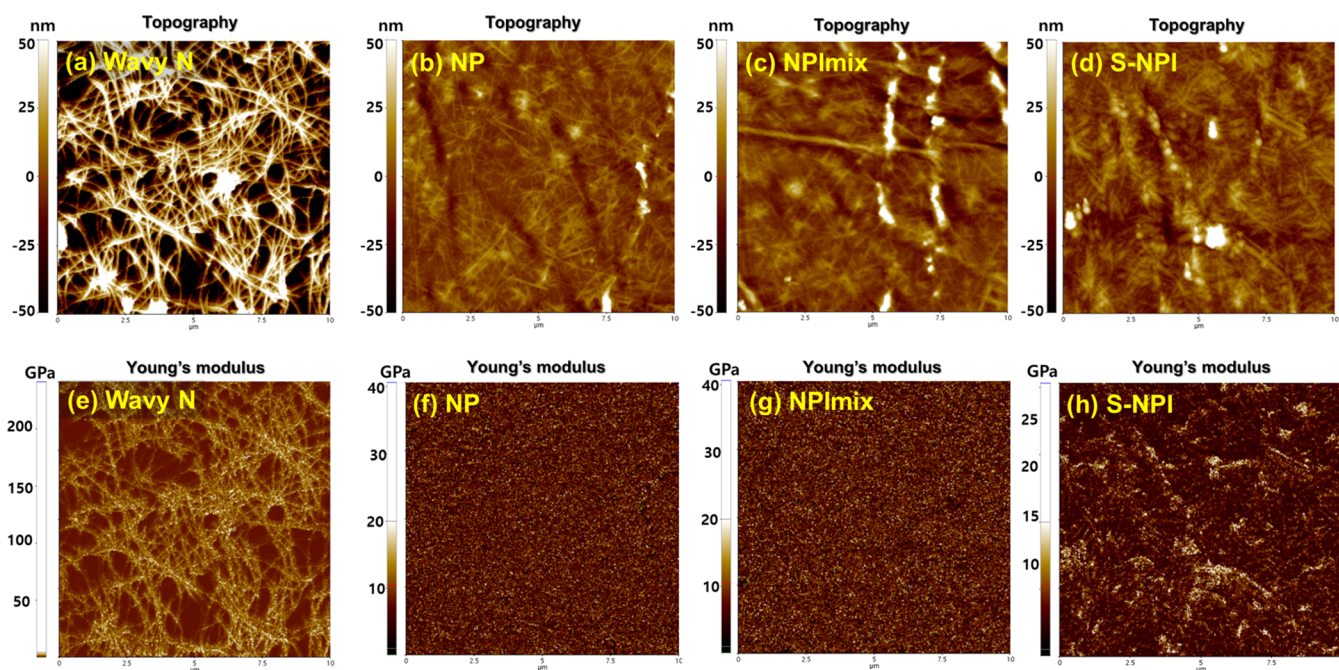 nm Topography
(a) Wavy N
50
25
0
-25
-50
0 2.5 5 7.5 10
µm
Topography
(b) NP
50
25
0
-25
-50
0 2.5 5 7.5 10
µm
nm Topography
(c) NPImix
50
25
0
-25
-50
0 2.5 5 7.5 10
µm
nm Topography
(d) S-NPI
50
25
0
-25
-50
0 2.5 5 7.5 10
µm
GPa Young's modulus
(e) Wavy N
200
150
100
50
0 2.5 5 7.5 10
µm
GPa Young's modulus
(f) NP
40
30
20
10
0 2.5 5 7.5 10
µm
GPa Young's modulus
(g) NPImix
40
30
20
10
0 2.5 5 7.5 10
µm
GPa Young's modulus
(h) S-NPI
25
20
15
10
0 2.5 5 7.5
µm